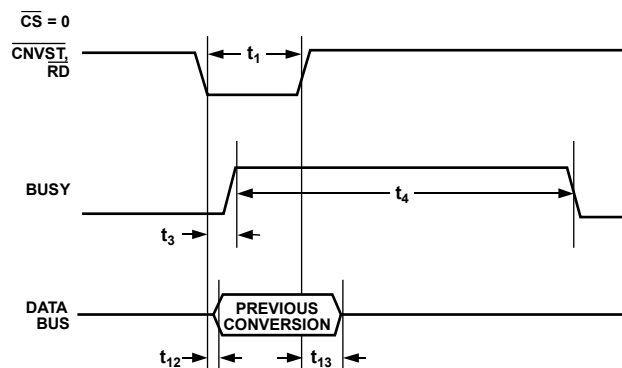 CS = 0
CNVST,
RD
t1
BUSY
t4
t3
DATA
BUS
PREVIOUS
CONVERSION
t12
t13